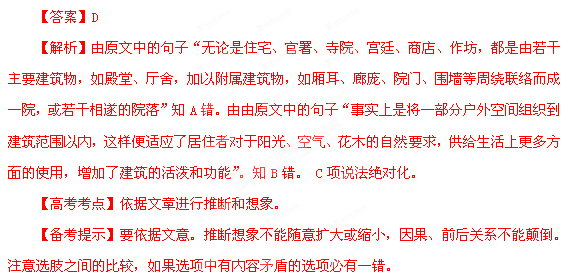 【答案】D
【解析】由原文中的句子“无论是住宅、官署、寺院、宫廷、商店、作坊，都是由若干
主要建筑物，如殿堂、厅舍，加以附属建筑物，如厢耳、廊庑、院门、围墙等周绕联络而成
一院，或若干相遂的院落”知 A 错。由由原文中的句子“事实上是将一部分户外空间组织到
建筑范围以内，这样便适应了居住者对于阳光、空气、花木的自然要求，供给生活上更多方
面的使用，增加了建筑的活泼和功能”。知 B 错。 C 项说法绝对化。
【高考考点】依据文章进行推断和想象。
【备考提示】要依据文意。推断想象不能随意扩大或缩小，因果、前后关系不能颠倒。
注意选肢之间的比较，如果选项中有内容矛盾的选项必有一错。